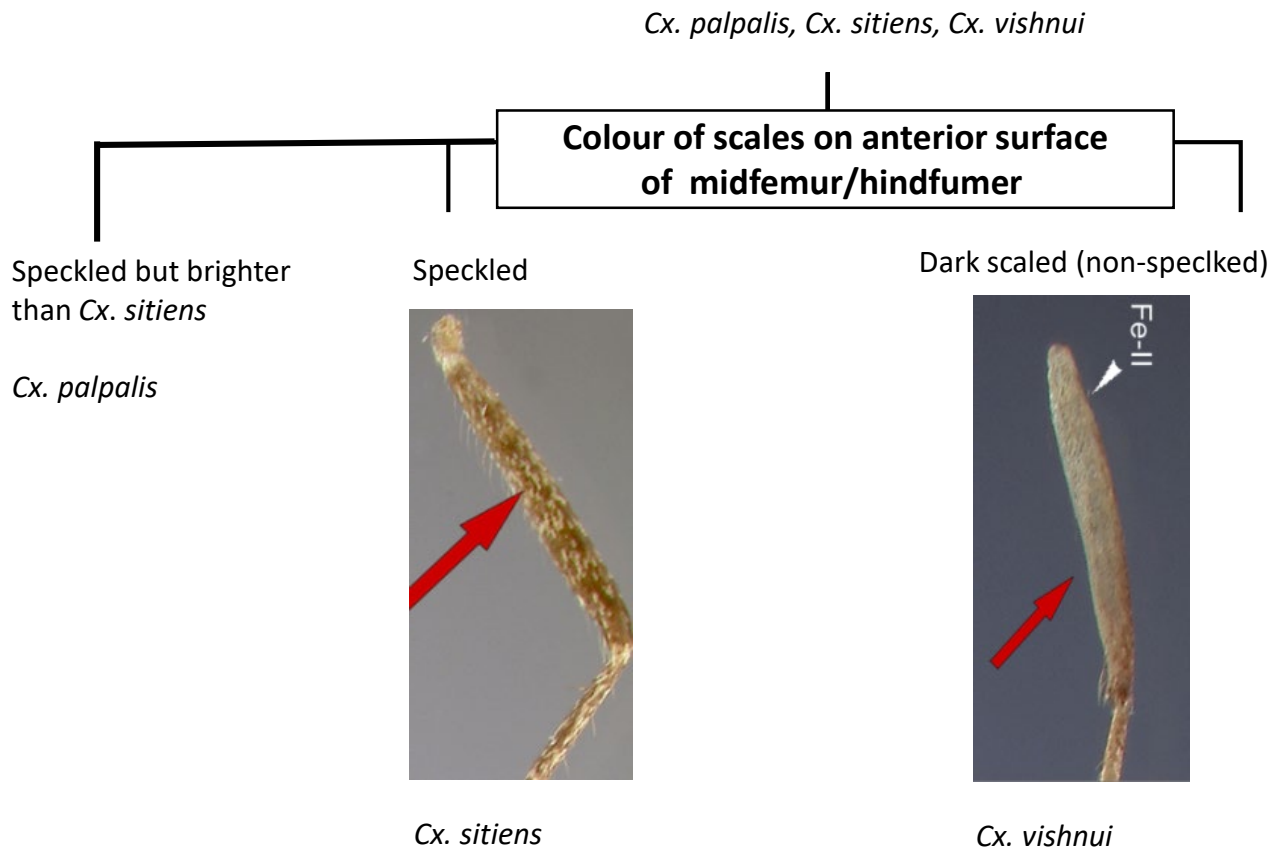 Cx. palpalis, Cx. sitiens, Cx. vishnui
Colour of scales on anterior surface
of midfemur/hindfumer
Speckled but brighter
than Cx. sitiens
Cx. palpalis
Speckled
Cx. sitiens
Dark scaled (non-speclked)
Fe-II
Cx. vishnui